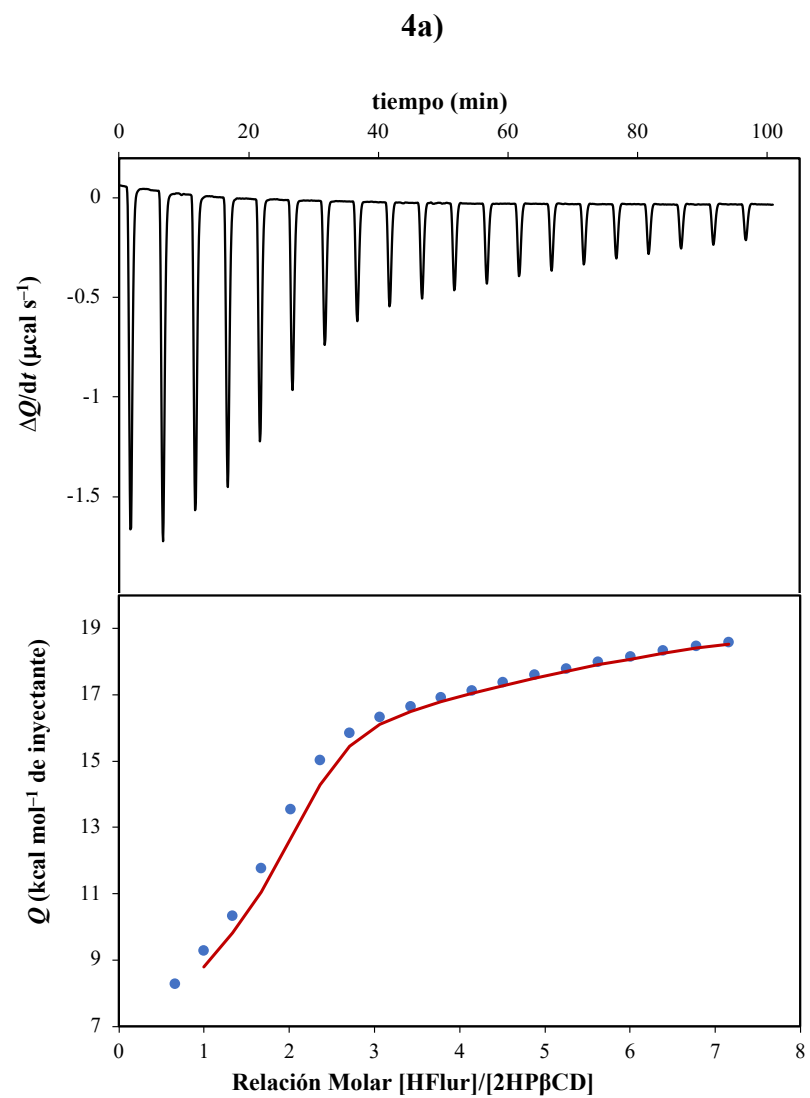 4a)
tiempo (min)
0 20 40 60 80 100
ΔQ/dt (μcal s⁻¹)
0
-0.5
-1
-1.5
Q (kcal mol⁻¹ de inyectante)
19
17
15
13
11
9
7
0 1 2 3 4 5 6 7 8
Relación Molar [HFlur]/[2HPβCD]